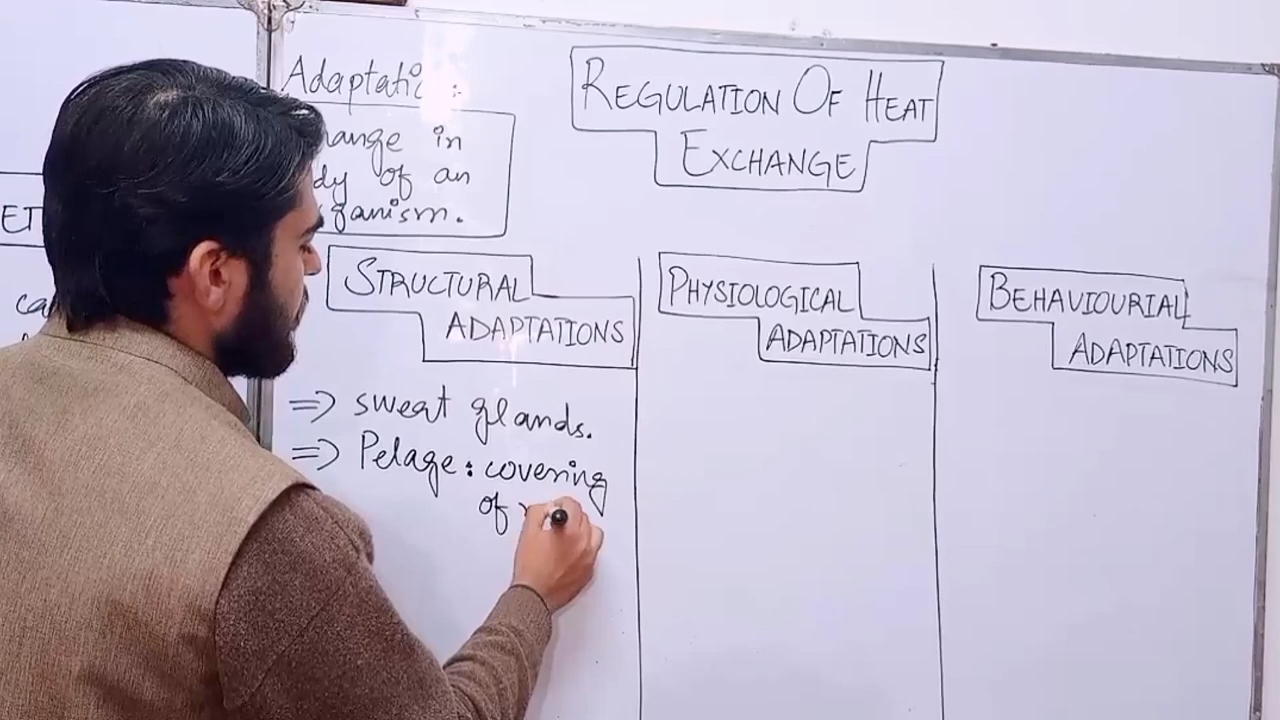 Adaptati :
REGULATION OF HEAT
EXCHANGE
ange in
dy of an
ganism.
ET
ca
STRUCTURAL
ADAPTATIONS
PHYSIOLOGICAL
ADAPTATIONS
BEHAVIOURIAL
ADAPTATIONS
=> sweat glands.
=> Pelage: covering
of